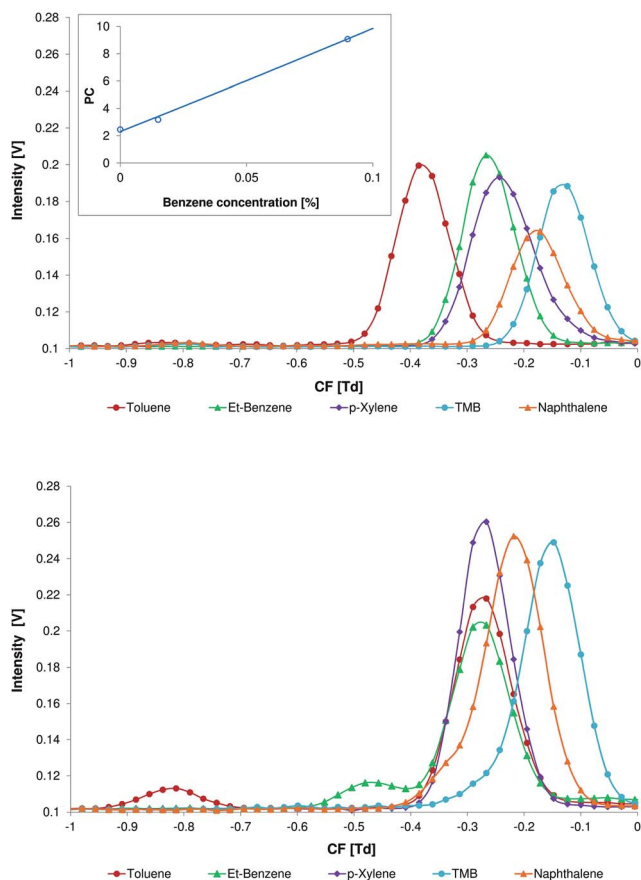 0.28
0.26
0.24
0.22
0.2
0.18
0.16
0.14
0.12
0.1
Intensity [V]
10
8
6
4
2
0
PC
0 0.05 0.1
Benzene concentration [%]
-1 -0.9 -0.8 -0.7 -0.6 -0.5 -0.4 -0.3 -0.2 -0.1 0
CF [Td]
Toluene Et-Benzene p-Xylene TMB Naphthalene
0.28
0.26
0.24
0.22
0.2
0.18
0.16
0.14
0.12
0.1
Intensity [V]
-1 -0.9 -0.8 -0.7 -0.6 -0.5 -0.4 -0.3 -0.2 -0.1 0
CF [Td]
Toluene Et-Benzene p-Xylene TMB Naphthalene